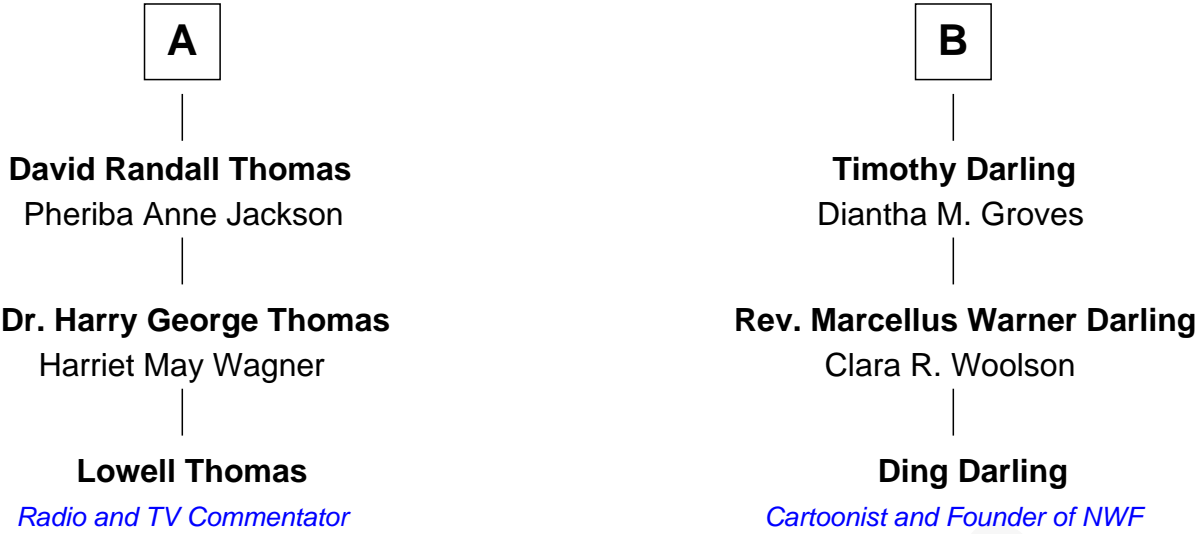 A
David Randall Thomas
Pheriba Anne Jackson
Dr. Harry George Thomas
Harriet May Wagner
Lowell Thomas
Radio and TV Commentator
B
Timothy Darling
Diantha M. Groves
Rev. Marcellus Warner Darling
Clara R. Woolson
Ding Darling
Cartoonist and Founder of NWF